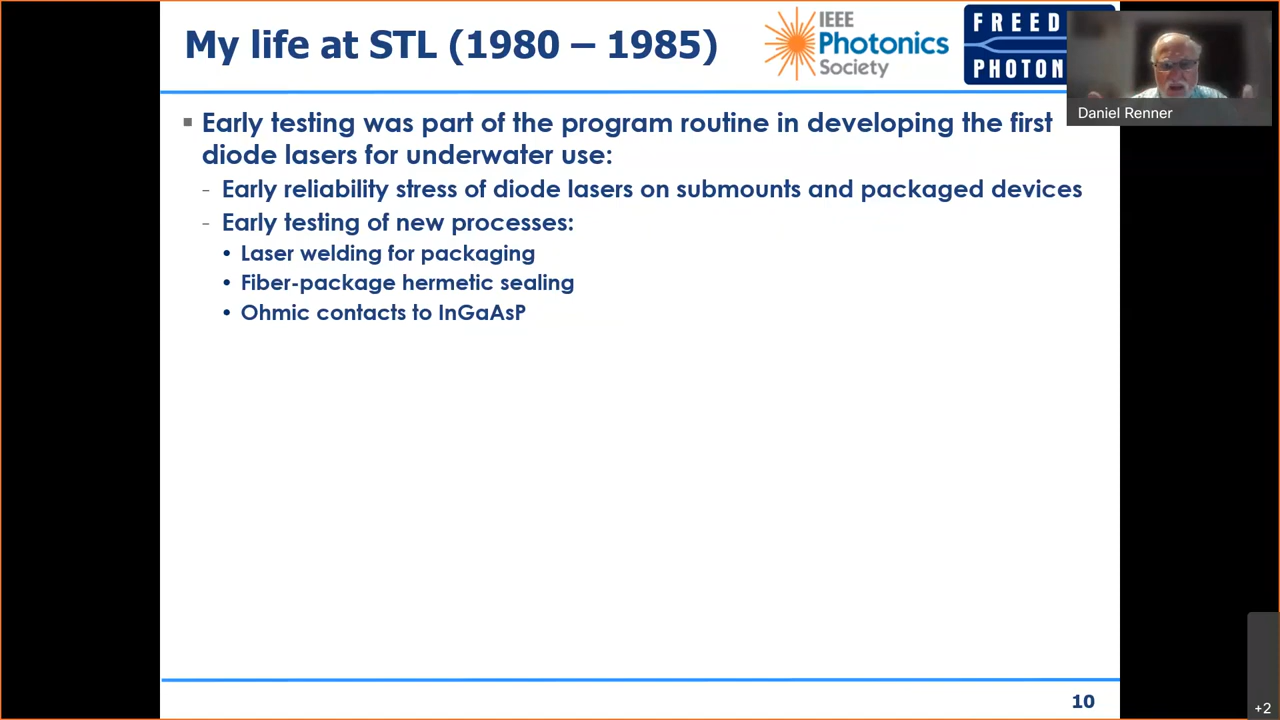 My life at STL (1980 – 1985)
IEEE
Photonics
Society
FREED
PHOTON
Daniel Renner
▪ Early testing was part of the program routine in developing the first
diode lasers for underwater use:
- Early reliability stress of diode lasers on submounts and packaged devices
- Early testing of new processes:
• Laser welding for packaging
• Fiber-package hermetic sealing
• Ohmic contacts to InGaAsP
10
+2